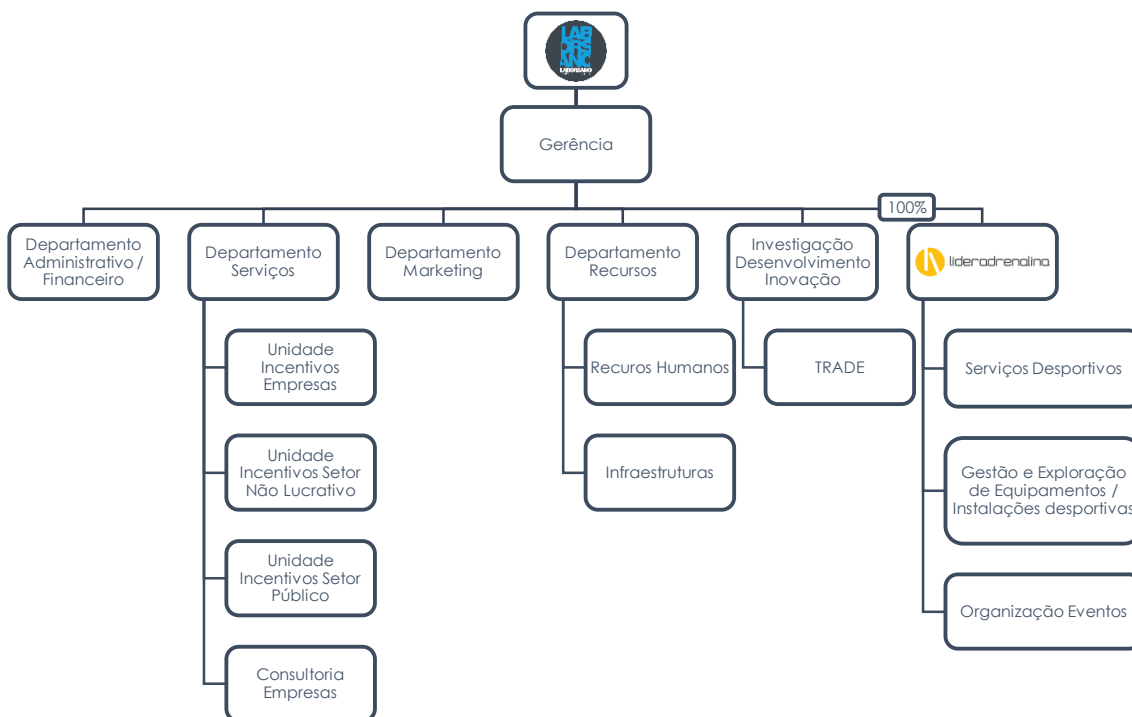 LAB
ORS
ANO
LABORSANO
Gerência
100%
Departamento
Administrativo /
Financeiro
Departamento
Serviços
Departamento
Marketing
Departamento
Recursos
Investigação
Desenvolvimento
Inovação
lideradrenalina
Unidade
Incentivos
Empresas
Unidade
Incentivos Setor
Não Lucrativo
Unidade
Incentivos Setor
Público
Consultoria
Empresas
Recuros Humanos
Infraestruturas
TRADE
Serviços Desportivos
Gestão e Exploração
de Equipamentos /
Instalações desportivas
Organização Eventos